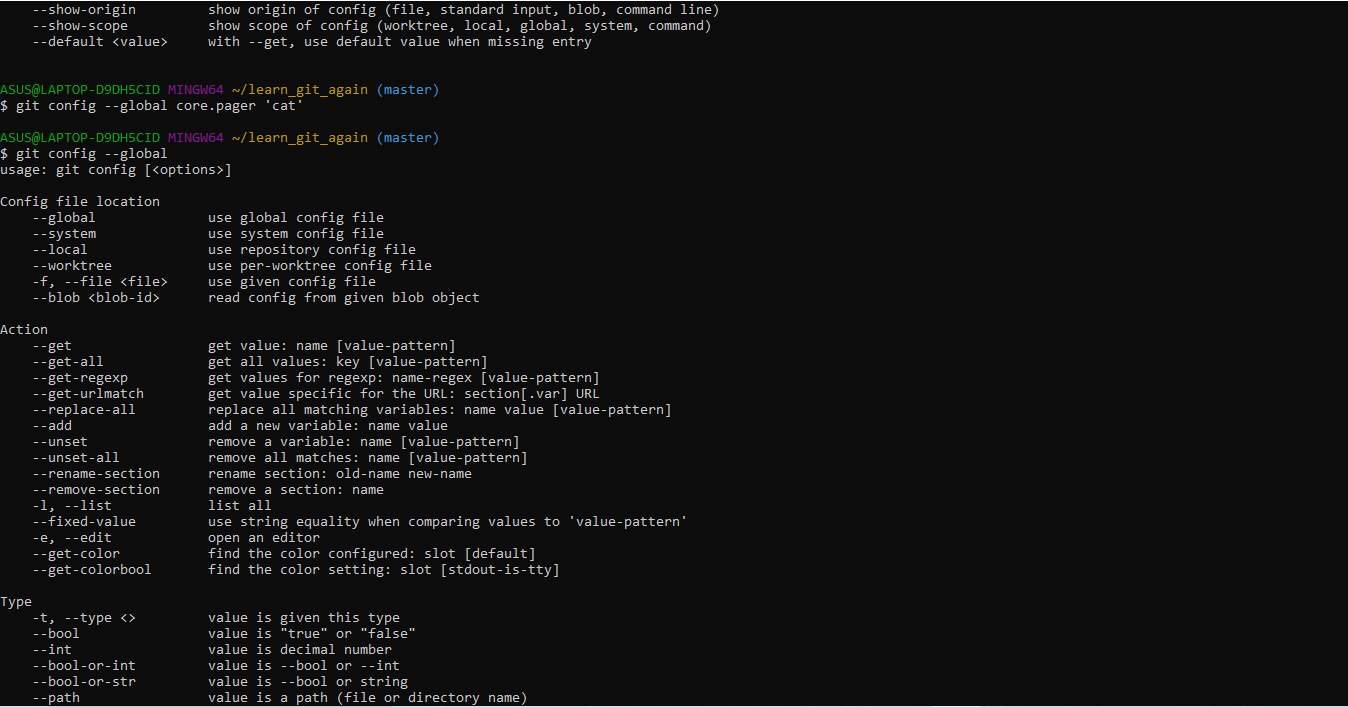 --show-origin         show origin of config (file, standard input, blob, command line)
    --show-scope          show scope of config (worktree, local, global, system, command)
    --default <value>     with --get, use default value when missing entry

ASUS@LAPTOP-D9DH5CID MINGW64 ~/learn_git_again (master)
$ git config --global core.pager 'cat'

ASUS@LAPTOP-D9DH5CID MINGW64 ~/learn_git_again (master)
$ git config --global
usage: git config [<options>]

Config file location
    --global              use global config file
    --system              use system config file
    --local               use repository config file
    --worktree            use per-worktree config file
    -f, --file <file>     use given config file
    --blob <blob-id>      read config from given blob object

Action
    --get                 get value: name [value-pattern]
    --get-all             get all values: key [value-pattern]
    --get-regexp          get values for regexp: name-regex [value-pattern]
    --get-urlmatch        get value specific for the URL: section[.var] URL
    --replace-all         replace all matching variables: name value [value-pattern]
    --add                 add a new variable: name value
    --unset               remove a variable: name [value-pattern]
    --unset-all           remove all matches: name [value-pattern]
    --rename-section      rename section: old-name new-name
    --remove-section      remove a section: name
    -l, --list            list all
    --fixed-value         use string equality when comparing values to 'value-pattern'
    -e, --edit            open an editor
    --get-color           find the color configured: slot [default]
    --get-colorbool       find the color setting: slot [stdout-is-tty]

Type
    -t, --type <>         value is given this type
    --bool                value is "true" or "false"
    --int                 value is decimal number
    --bool-or-int         value is --bool or --int
    --bool-or-str         value is --bool or string
    --path                value is a path (file or directory name)